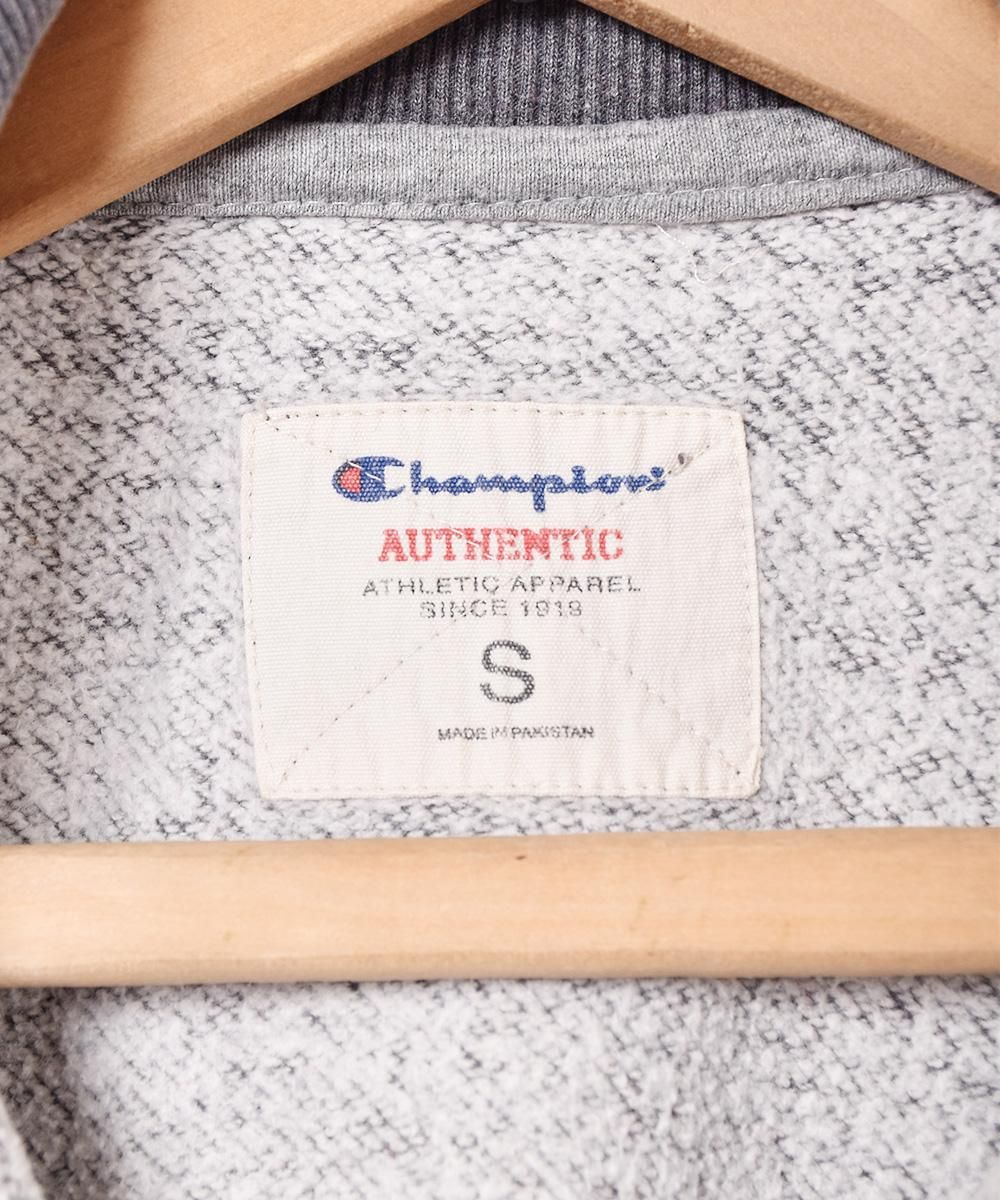 Champion
AUTHENTIC
ATHLETIC APPAREL
SINCE 1919
S
MADE IN PAKISTAN